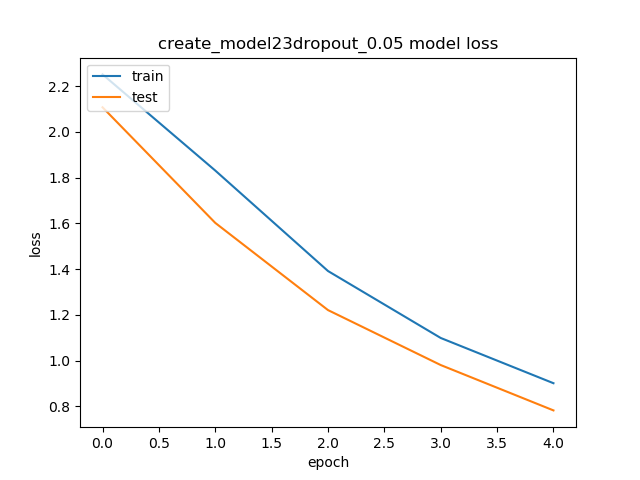 create_model23dropout_0.05 model loss
train
test
2.2
2.0
1.8
1.6
1.4
1.2
1.0
0.8
loss
0.0 0.5 1.0 1.5 2.0 2.5 3.0 3.5 4.0
epoch